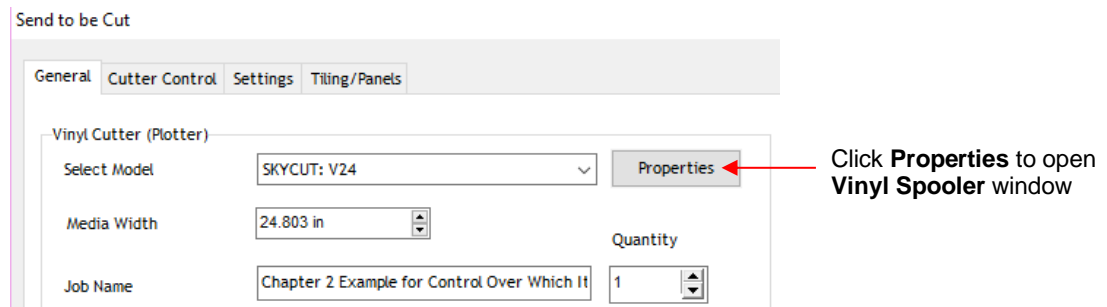 Send to be Cut
General Cutter Control Settings Tiling/Panels
Vinyl Cutter (Plotter)
Select Model SKYCUT: V24 Properties
Click Properties to open
Vinyl Spooler window
Media Width 24.803 in
Quantity
Job Name Chapter 2 Example for Control Over Which It 1